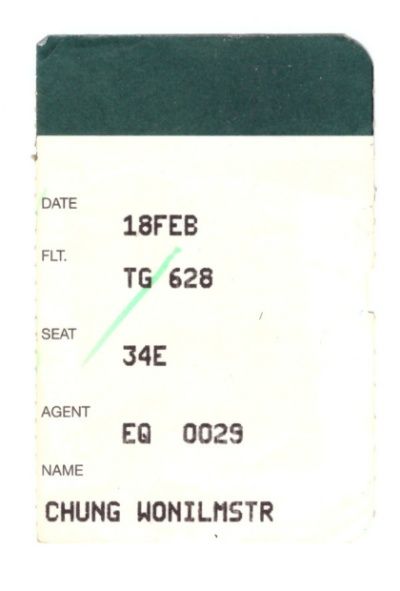 DATE
18FEB
FLT.
TG 628
SEAT
34E
AGENT
EQ 0029
NAME
CHUNG WONILMSTR